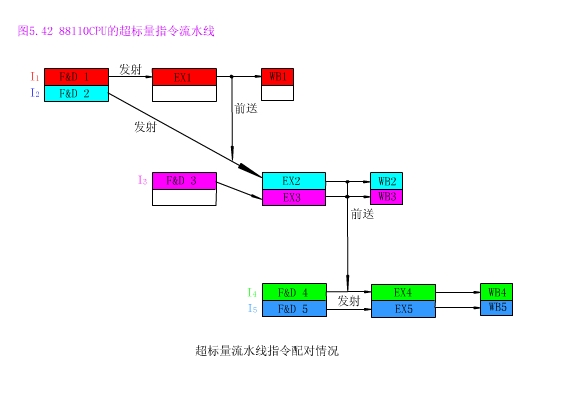 图5.42 88110CPU的超标量指令流水线
I1 F&D 1 发射 EX1 WB1
I2 F&D 2
前送
发射
I3 F&D 3 EX2 WB2
EX3 WB3
前送
I4 F&D 4 EX4 WB4
发射
I5 F&D 5 EX5 WB5
超标量流水线指令配对情况